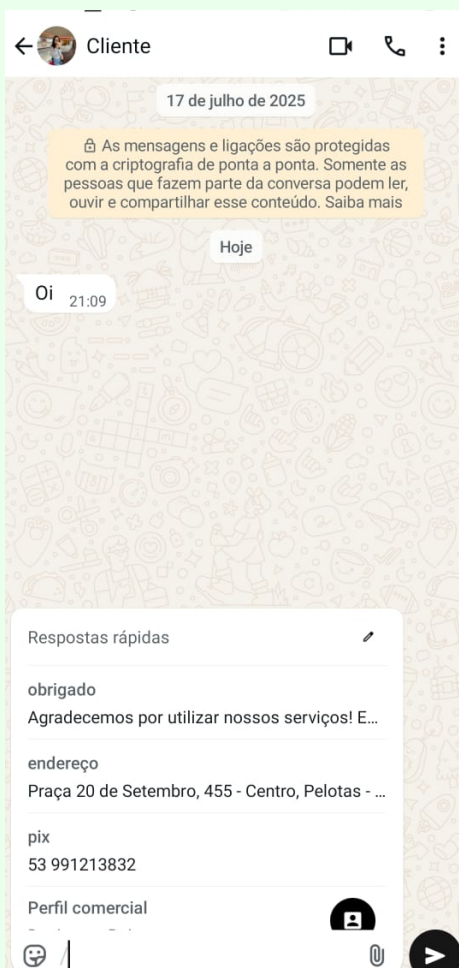 Cliente
17 de julho de 2025
As mensagens e ligações são protegidas
com a criptografia de ponta a ponta. Somente as
pessoas que fazem parte da conversa podem ler,
ouvir e compartilhar esse conteúdo. Saiba mais
Hoje
Oi 21:09
Respostas rápidas
obrigado
Agradecemos por utilizar nossos serviços! E...
endereço
Praça 20 de Setembro, 455 - Centro, Pelotas - ...
pix
53 991213832
Perfil comercial
/